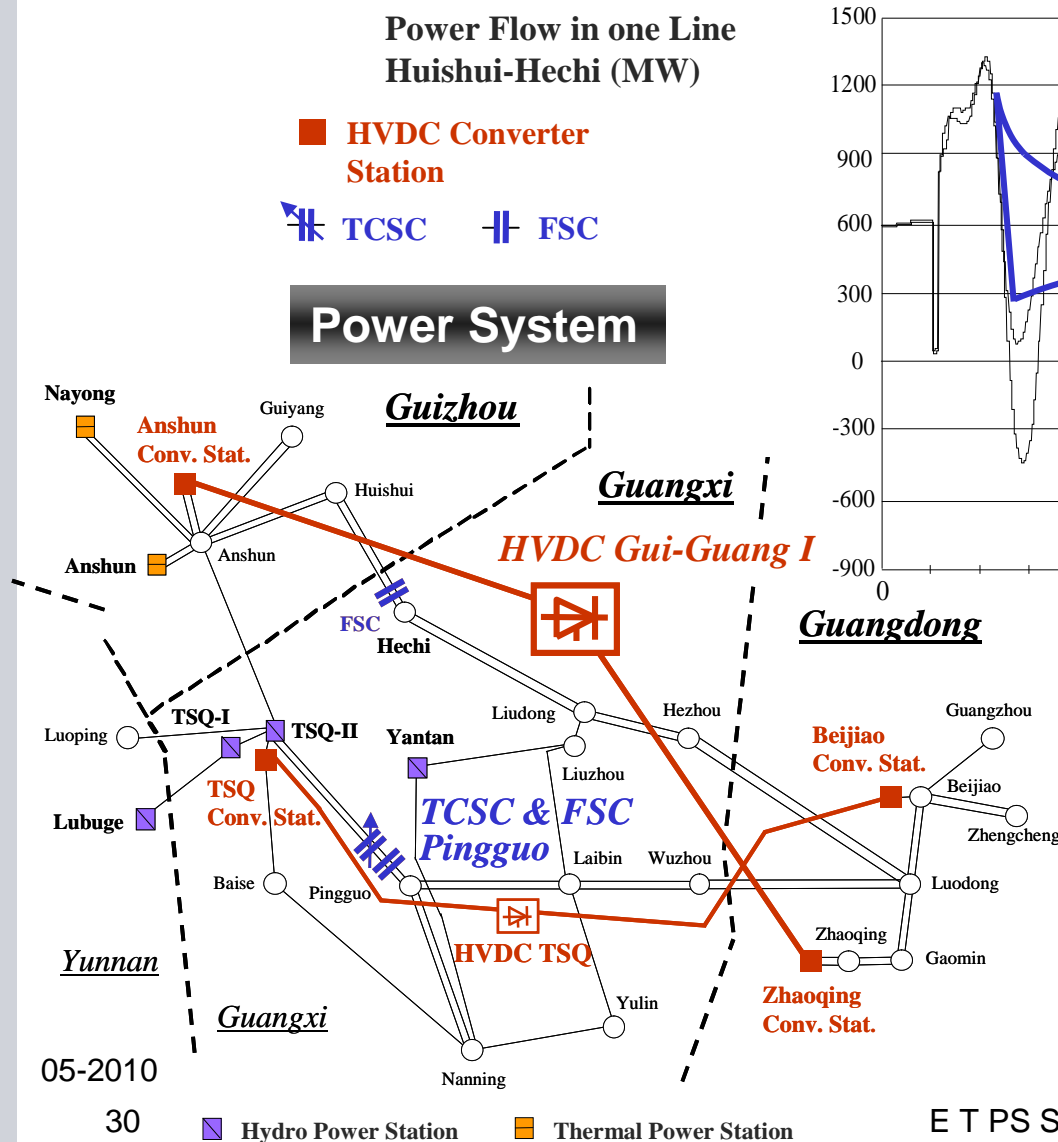 Power Flow in one Line
Huishui-Hechi (MW)
HVDC Converter
Station
TCSC
FSC
Power System
1500
1200
900
600
300
0
-300
-600
-900
0
Nayong
Guiyang
Guizhou
Anshun
Conv. Stat.
Huishui
Guangxi
Anshun
Anshun
HVDC Gui-Guang I
FSC
Hechi
Guangdong
Luoping
TSQ-I
TSQ-II
Yantan
Liudong
Hezhou
Guangzhou
Beijiao
Conv. Stat.
Liuzhou
TSQ
Conv. Stat.
Lubuge
TCSC & FSC
Pingguo
Beijiao
Zhengcheng
Baise
Pingguo
Laibin
Wuzhou
Luodong
HVDC TSQ
Zhaoqing
Gaomin
Yunnan
Guangxi
Yulin
Zhaoqing
Conv. Stat.
Nanning
05-2010
30
Hydro Power Station
Thermal Power Station
E T PS S